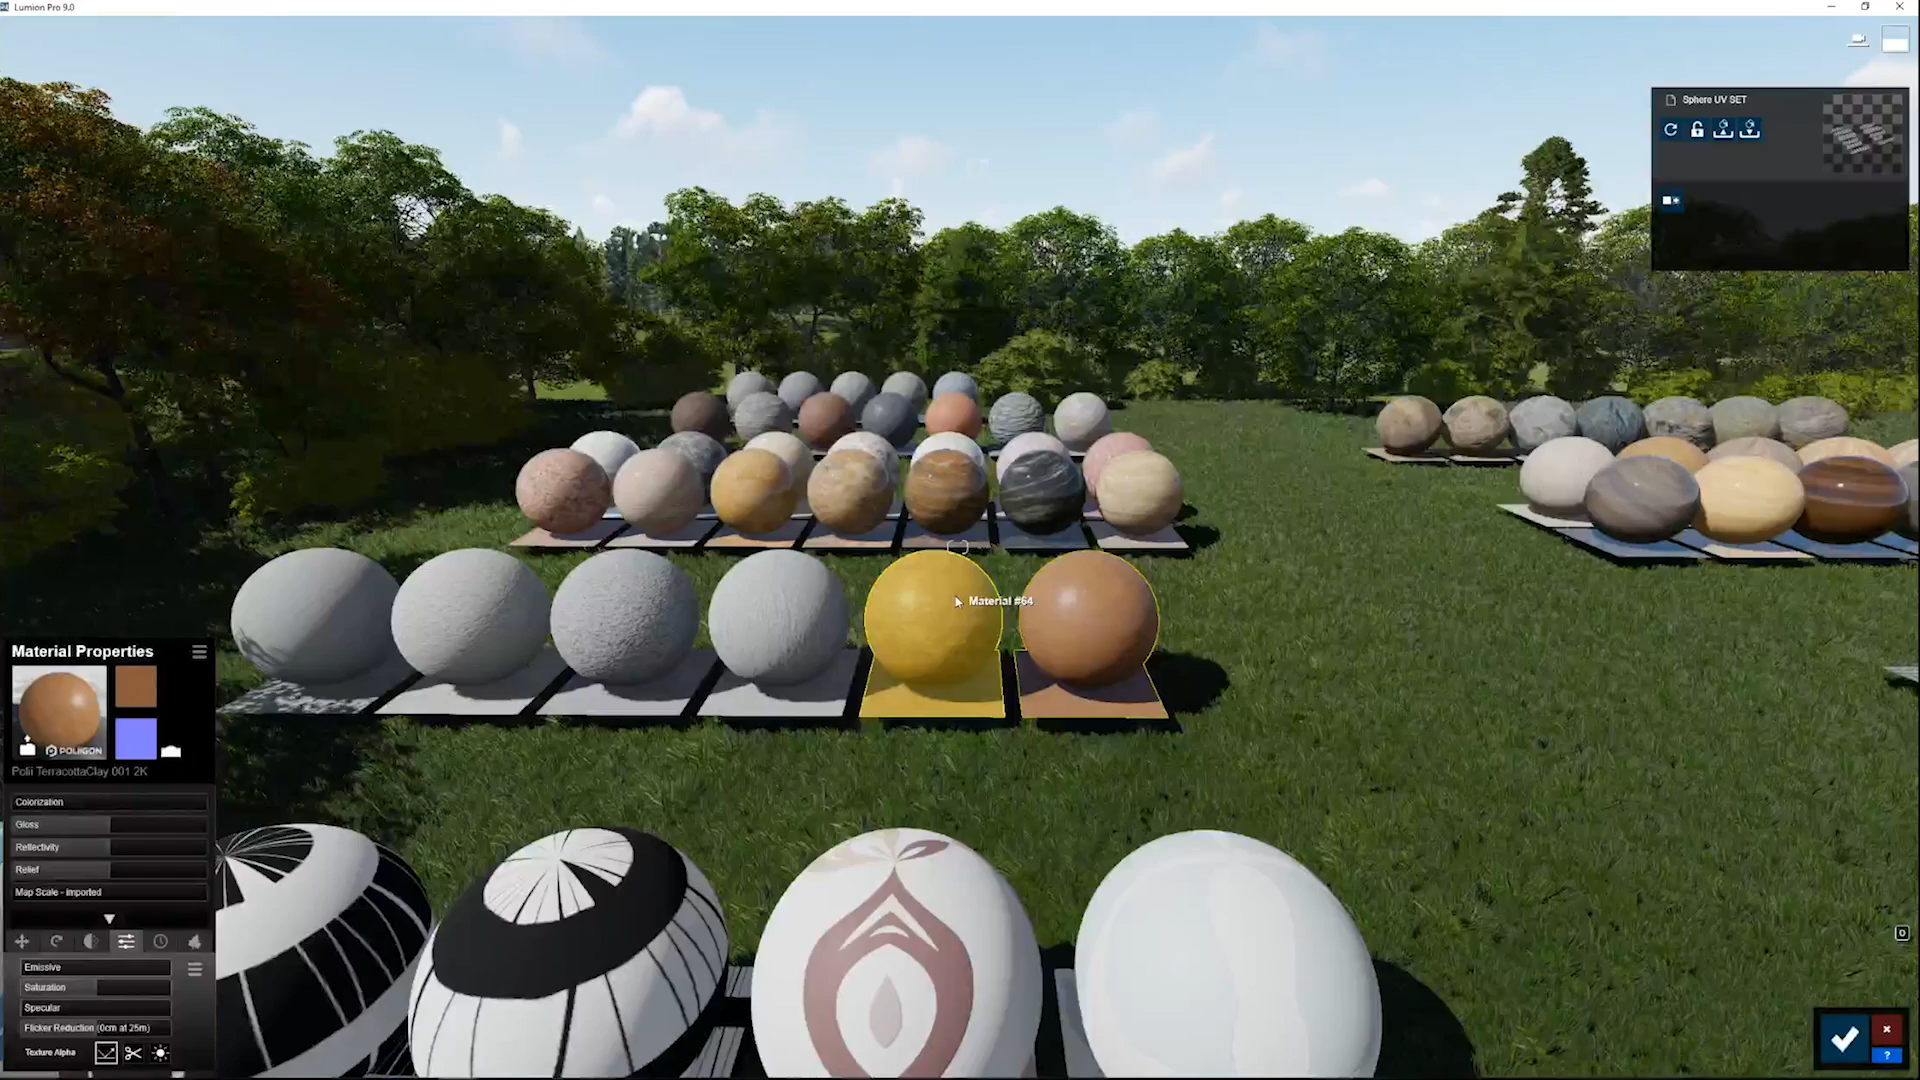 Lumion Pro 9.0
Sphere UV SET
Material #64
Material Properties
POLIIGON
Polii TerracottaClay 001 2K
Colorization
Gloss
Reflectivity
Relief
Map Scale - Imported
Emissive
Saturation
Specular
Flicker Reduction (0cm at 25m)
Texture Alpha
O
?